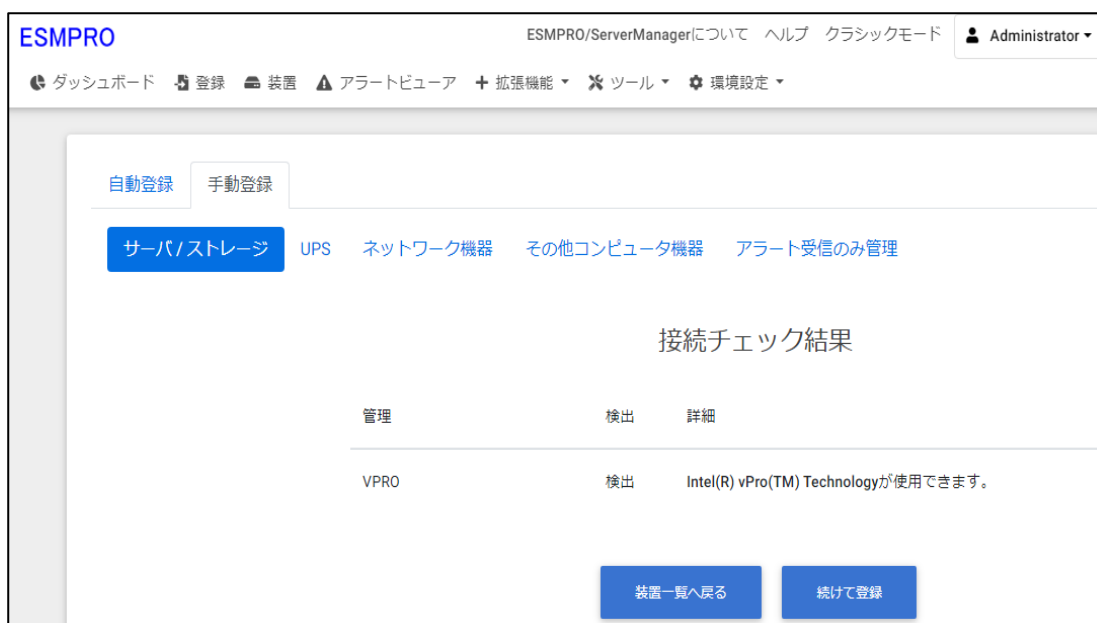 ESMPRO
ESMPRO/ServerManagerについて ヘルプ クラシックモード Administrator
ダッシュボード 登録 装置 アラートビューア 拡張機能 ツール 環境設定
自動登録 手動登録
サーバ / ストレージ UPS ネットワーク機器 その他コンピュータ機器 アラート受信のみ管理
接続チェック結果
管理 検出 詳細
VPRO 検出 Intel(R) vPro(TM) Technologyが使用できます。
装置一覧へ戻る 続けて登録